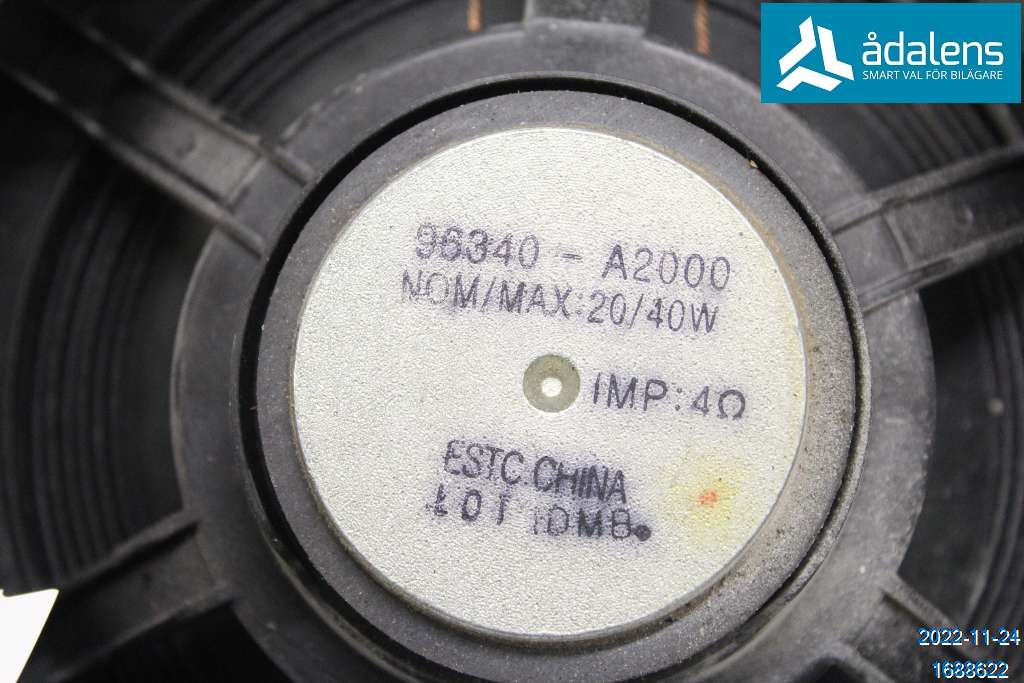 ådalens
SMART VAL FÖR BILÄGARE
96340 - A2000
NOM/MAX:20/40W
IMP:4Ω
ESTC CHINA
LOT
2022-11-24
1688622